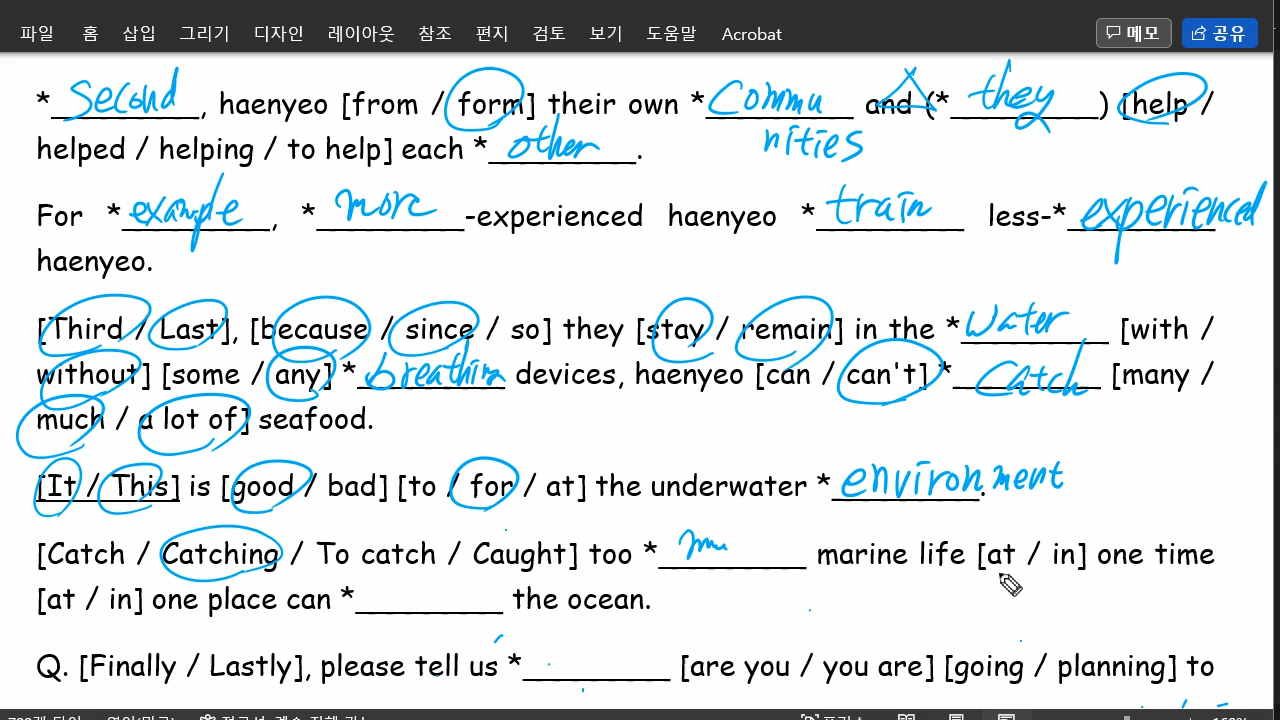 파일 홈 삽입 그리기 디자인 레이아웃 참조 편지 검토 보기 도움말 Acrobat 메모 공유
* second, haenyeo [from / form] their own *commu and (*they) [help /
nities
helped / helping / to help] each *other.
For *example, *more-experienced haenyeo *train less-*experienced
haenyeo.
[Third / Last], [because / since / so] they [stay / remain] in the *water [with /
without] [some / any] *breathing devices, haenyeo [can / can't] *catch [many /
much / a lot of] seafood.
[It / This] is [good / bad] [to / for / at] the underwater *environment.
[Catch / Catching / To catch / Caught] too *mu marine life [at / in] one time
[at / in] one place can *_________ the ocean.
Q. [Finally / Lastly], please tell us *_________ [are you / you are] [going / planning] to